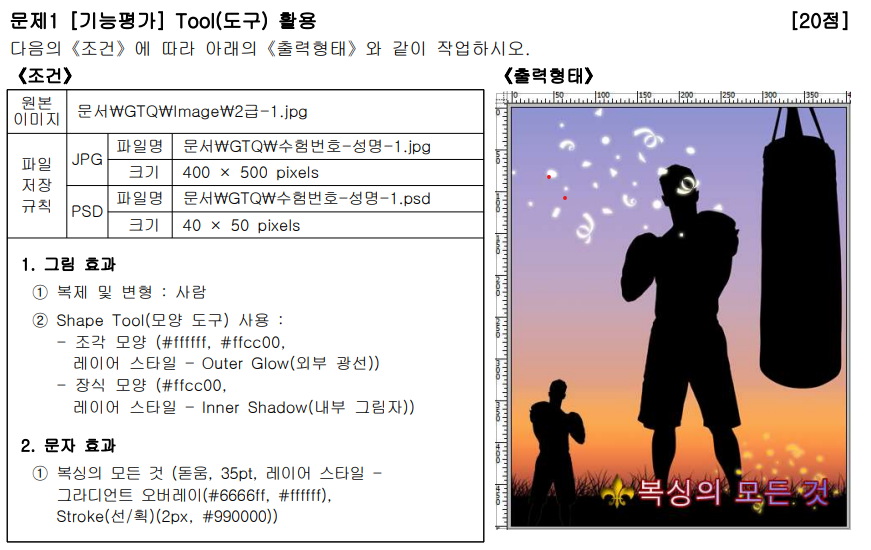 문제1 [기능평가] Tool(도구) 활용 [20점]
다음의《조건》에 따라 아래의《출력형태》와 같이 작업하시오.
《조건》
《출력형태》
원본 이미지 문서₩GTQ₩Image₩2급-1.jpg
파일 저장 규칙
JPG 파일명 문서₩GTQ₩수험번호-성명-1.jpg
크기 400 × 500 pixels
PSD 파일명 문서₩GTQ₩수험번호-성명-1.psd
크기 40 × 50 pixels
1. 그림 효과
① 복제 및 변형 : 사람
② Shape Tool(모양 도구) 사용 :
- 조각 모양 (#ffffff, #ffcc00,
레이어 스타일 - Outer Glow(외부 광선))
- 장식 모양 (#ffcc00,
레이어 스타일 - Inner Shadow(내부 그림자))
2. 문자 효과
① 복싱의 모든 것 (돋움, 35pt, 레이어 스타일 -
그라디언트 오버레이(#6666ff, #ffffff),
Stroke(선/획)(2px, #990000))
0 50 100 150 200 250 300 350
복싱의 모든 것